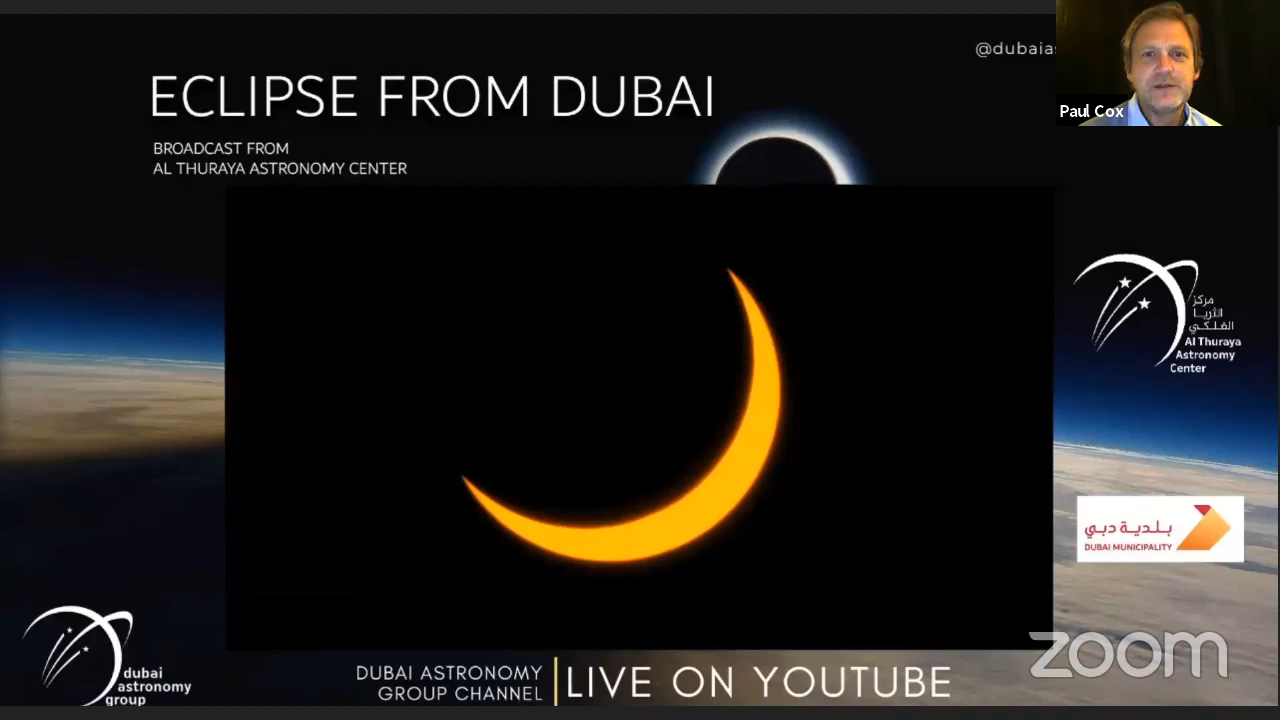 @dubaias
Paul Cox
ECLIPSE FROM DUBAI
BROADCAST FROM
AL THURAYA ASTRONOMY CENTER
مركز
الثريا
الفلكي
Al Thuraya
Astronomy
Center
بلدية دبي
DUBAI MUNICIPALITY
dubai
astronomy
group
DUBAI ASTRONOMY
GROUP CHANNEL
LIVE ON YOUTUBE
zoom